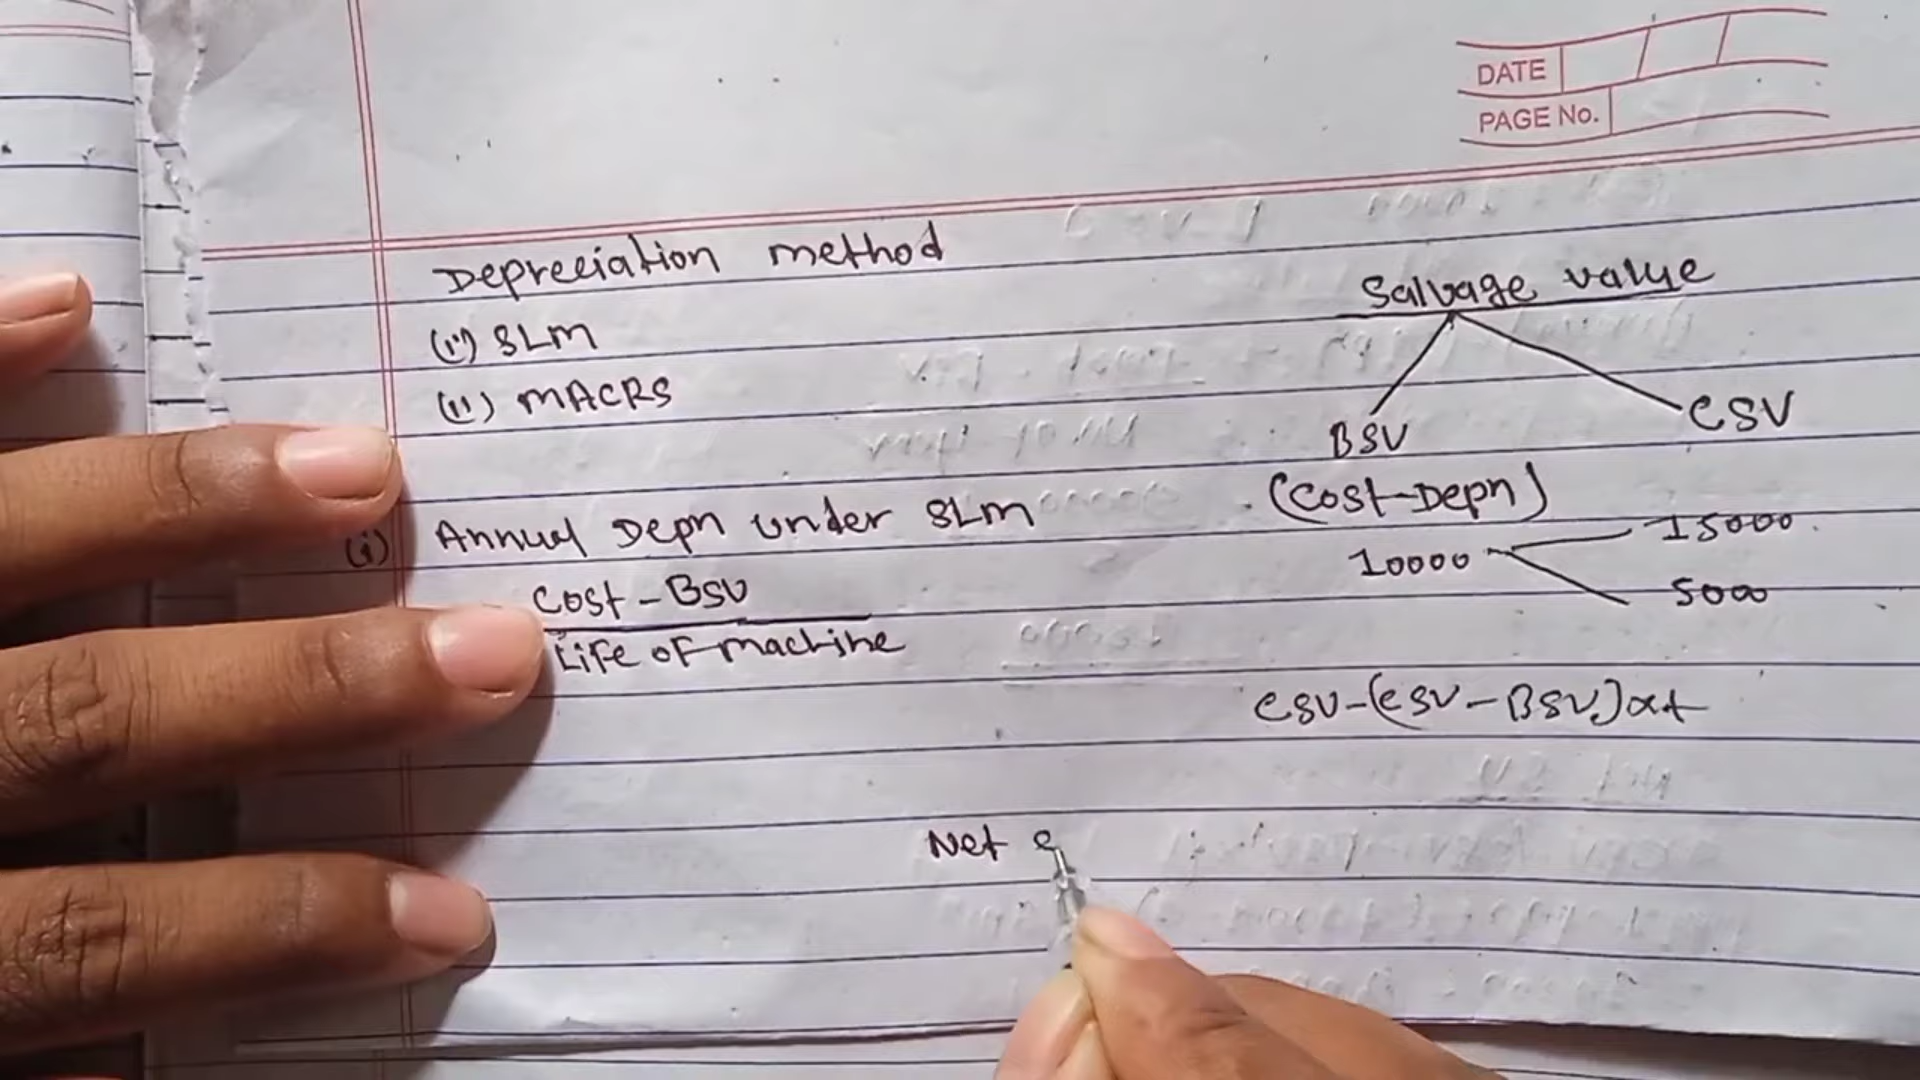 DATE
PAGE No.
Depreciation method
(i) SLM
(ii) MACRS
Salvage value
BSV
CSV
(Cost-Depn)
10000
15000
5000
(i) Annual Depn under SLM
Cost-BSV
Life of machine
CSV-(CSV-BSV)xt
Net S